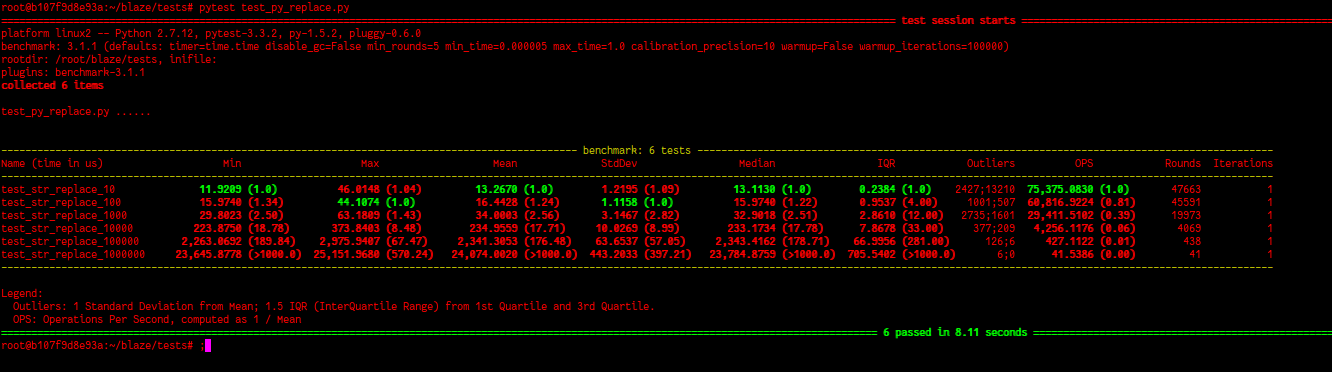 root@b107f9d8e93a:~/blaze/tests# pytest test_py_replace.py
test session starts
platform linux2 -- Python 2.7.12, pytest-3.3.2, py-1.5.2, pluggy-0.6.0
benchmark: 3.1.1 (defaults: timer=time.time disable_gc=False min_rounds=5 min_time=0.000005 max_time=1.0 calibration_precision=10 warmup=False warmup_iterations=100000)
rootdir: /root/blaze/tests, inifile:
plugins: benchmark-3.1.1
collected 6 items
test_py_replace.py ......
benchmark: 6 tests
Name (time in us) Min Max Mean StdDev Median IQR Outliers OPS Rounds Iterations
test_str_replace_10 11.9209 (1.0) 46.0148 (1.04) 13.2670 (1.0) 1.2195 (1.09) 13.1130 (1.0) 0.2384 (1.0) 2427;13210 75,375.0830 (1.0) 47663 1
test_str_replace_100 15.9740 (1.34) 44.1074 (1.0) 16.4428 (1.24) 1.1158 (1.0) 15.9740 (1.22) 0.9537 (4.00) 1001;507 60,816.9224 (0.81) 45591 1
test_str_replace_1000 29.8023 (2.50) 63.1809 (1.43) 34.0003 (2.56) 3.1467 (2.82) 32.9018 (2.51) 2.8610 (12.00) 2735;1601 29,411.5102 (0.39) 19973 1
test_str_replace_10000 223.8750 (18.78) 373.8403 (8.48) 234.9559 (17.71) 10.0269 (8.99) 233.1734 (17.78) 7.8678 (33.00) 377;209 4,256.1176 (0.06) 4069 1
test_str_replace_100000 2,263.0692 (189.84) 2,975.9407 (67.47) 2,341.3053 (176.48) 63.6537 (57.05) 2,343.4162 (178.71) 66.9956 (281.00) 126;6 427.1122 (0.01) 438 1
test_str_replace_1000000 23,645.8778 (>1000.0) 25,151.9680 (570.24) 24,074.0020 (>1000.0) 443.2033 (397.21) 23,784.8759 (>1000.0) 705.5402 (>1000.0) 6;0 41.5386 (0.00) 41 1
Legend:
Outliers: 1 Standard Deviation from Mean; 1.5 IQR (InterQuartile Range) from 1st Quartile and 3rd Quartile.
OPS: Operations Per Second, computed as 1 / Mean
6 passed in 8.11 seconds
root@b107f9d8e93a:~/blaze/tests# ;